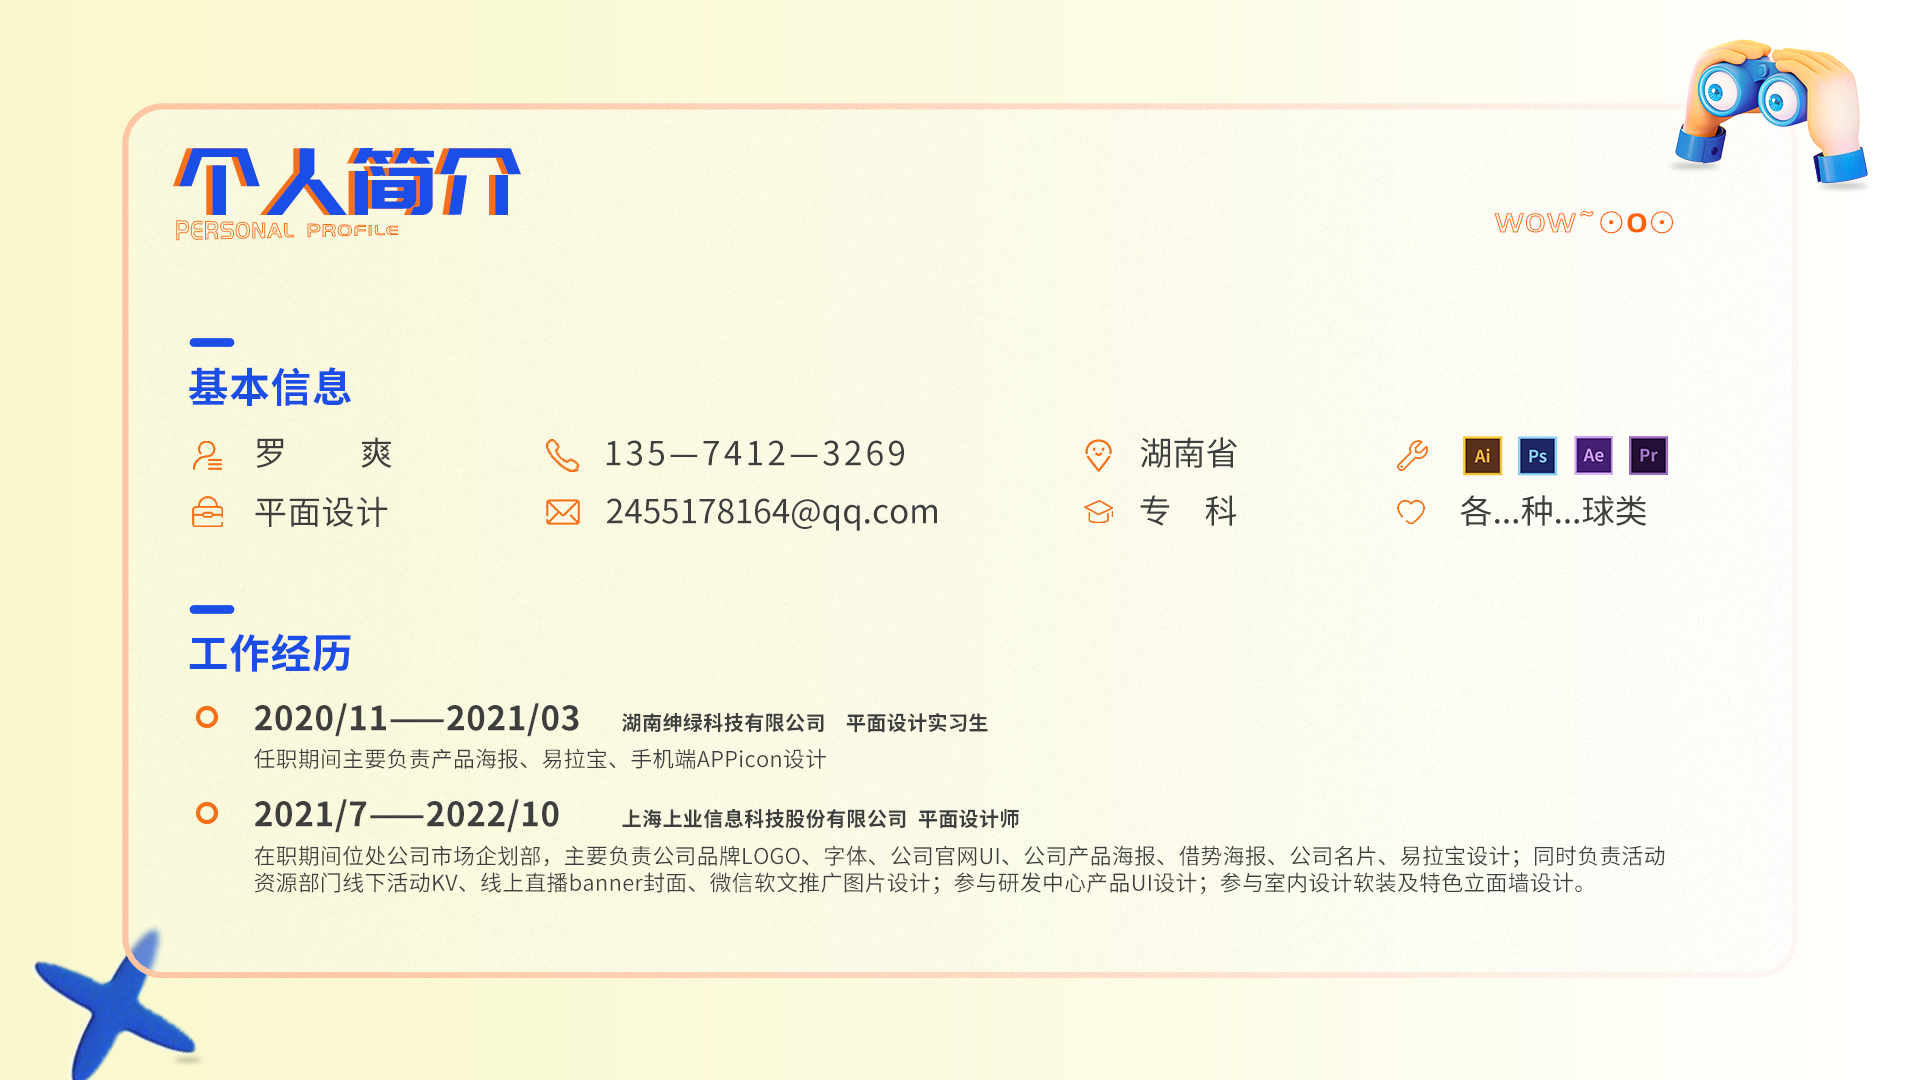 个人简介
PERSONAL PROFILE
WOW~⊙O⊙
基本信息
罗 爽
135—7412—3269
湖南省
Ai Ps Ae Pr
平面设计
2455178164@qq.com
专 科
各...种...球类
工作经历
2020/11——2021/03 湖南绅绿科技有限公司 平面设计实习生
任职期间主要负责产品海报、易拉宝、手机端APPicon设计
2021/7——2022/10 上海上业信息科技股份有限公司 平面设计师
在职期间位处公司市场企划部，主要负责公司品牌LOGO、字体、公司官网UI、公司产品海报、借势海报、公司名片、易拉宝设计；同时负责活动
资源部门线下活动KV、线上直播banner封面、微信软文推广图片设计；参与研发中心产品UI设计；参与室内设计软装及特色立面墙设计。